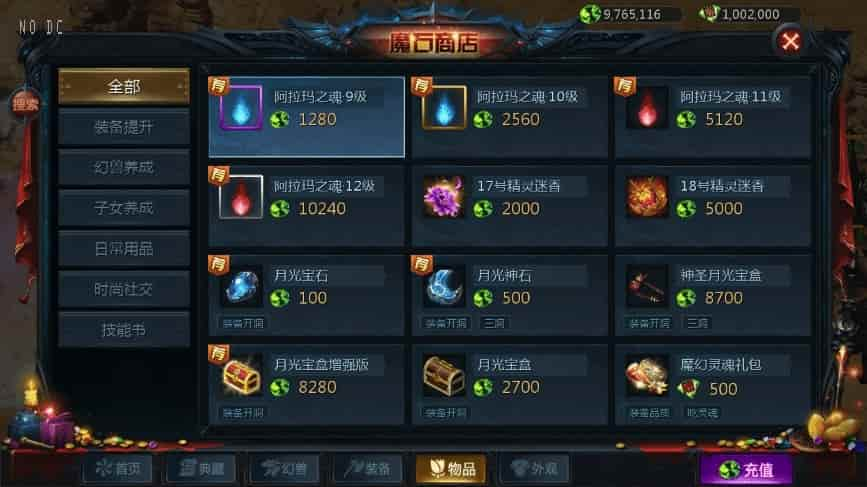 NO DC
9,765,116
1,002,000
魔石商店
搜索
全部
装备提升
幻兽养成
子女养成
日常用品
时尚社交
技能书
荐
阿拉玛之魂·9级
1280
荐
阿拉玛之魂·10级
2560
荐
阿拉玛之魂·11级
5120
荐
阿拉玛之魂·12级
10240
17号精灵迷香
2000
18号精灵迷香
5000
荐
月光宝石
100
装备开洞
荐
月光神石
500
装备开洞 三洞
神圣月光宝盒
8700
装备开洞 三洞
荐
月光宝盒增强版
8280
装备开洞
月光宝盒
2700
装备开洞
魔幻灵魂礼包
500
装备品质 吃灵魂
首页
典藏
幻兽
装备
物品
外观
充值